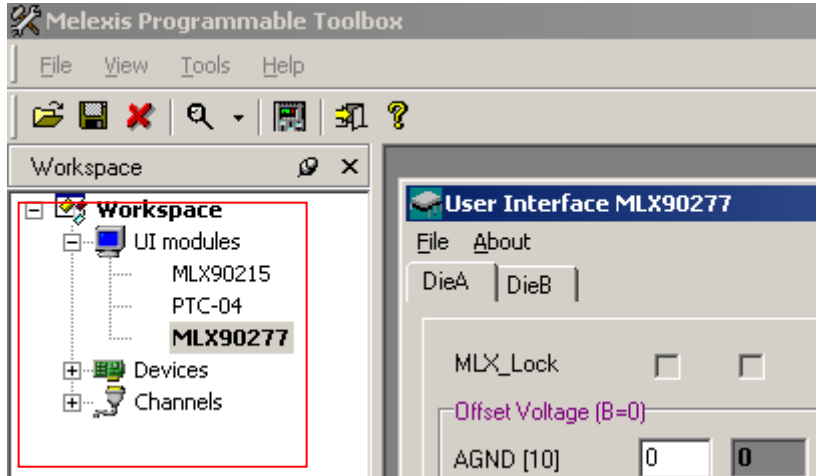 Melexis Programmable Toolbox
File View Tools Help
Workspace
Workspace
UI modules
MLX90215
PTC-04
MLX90277
Devices
Channels
User Interface MLX90277
File About
DieA DieB
MLX_Lock
Offset Voltage (B=0)
AGND [10] 0 0